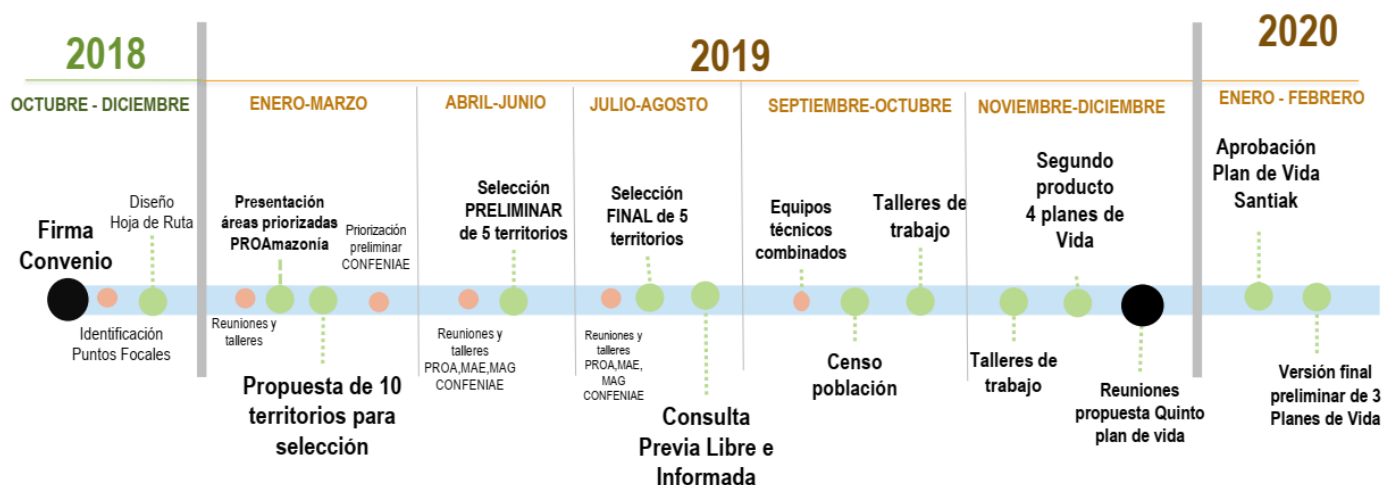 2018
2019
2020
OCTUBRE - DICIEMBRE
ENERO-MARZO
ABRIL-JUNIO
JULIO-AGOSTO
SEPTIEMBRE-OCTUBRE
NOVIEMBRE-DICIEMBRE
ENERO - FEBRERO
Firma
Convenio
Identificación
Puntos Focales
Diseño
Hoja de Ruta
Reuniones y
talleres
Presentación
áreas priorizadas
PROAmazonía
Propuesta de 10
territorios para
selección
Priorización
preliminar
CONFENIAE
Reuniones y
talleres
PROA,MAE,MAG
CONFENIAE
Selección
PRELIMINAR
de 5 territorios
Reuniones y
talleres
PROA,MAE,
MAG
CONFENIAE
Selección
FINAL de 5
territorios
Consulta
Previa Libre e
Informada
Equipos
técnicos
combinados
Censo
población
Talleres de
trabajo
Talleres de
trabajo
Segundo
producto
4 planes de
Vida
Reuniones
propuesta Quinto
plan de vida
Aprobación
Plan de Vida
Santiak
Versión final
preliminar de 3
Planes de Vida